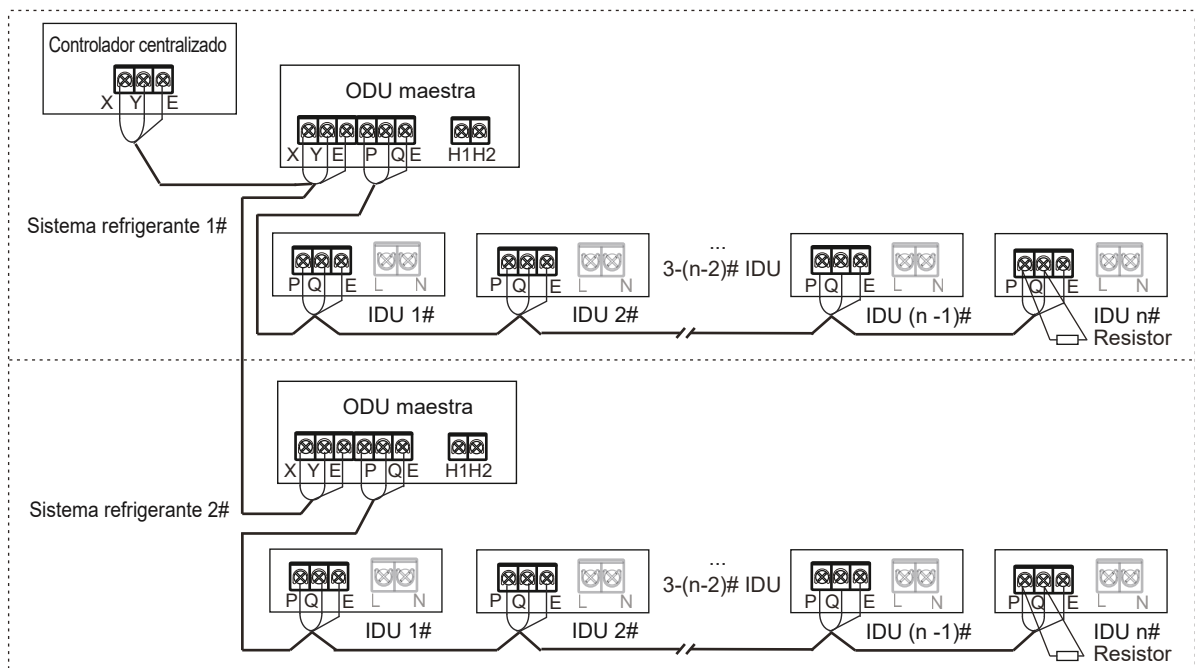 Controlador centralizado
X Y E
ODU maestra
X Y E P Q E H1H2
Sistema refrigerante 1#
P Q E L N
IDU 1#
P Q E L N
IDU 2#
...
3-(n-2)# IDU
P Q E L N
IDU (n -1)#
P Q E L N
IDU n#
Resistor
ODU maestra
X Y E P Q E H1H2
Sistema refrigerante 2#
P Q E L N
IDU 1#
P Q E L N
IDU 2#
...
3-(n-2)# IDU
P Q E L N
IDU (n -1)#
P Q E L N
IDU n#
Resistor